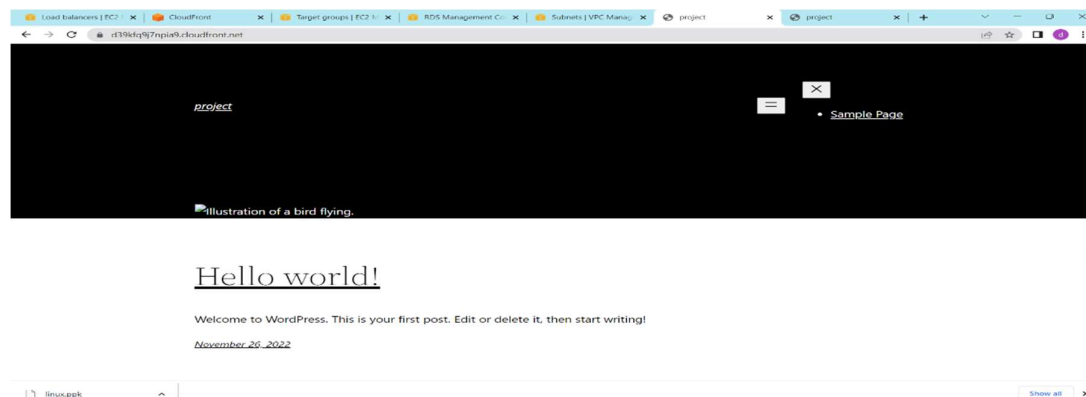 Load balancers | EC2
CloudFront
Target groups | EC2 M
RDS Management Co
Subnets | VPC Manag
project
project
d39kfq9j7npia9.cloudfront.net
d
project
Sample Page
Illustration of a bird flying.
Hello world!
Welcome to WordPress. This is your first post. Edit or delete it, then start writing!
November 26, 2022
linux.ppk
Show all